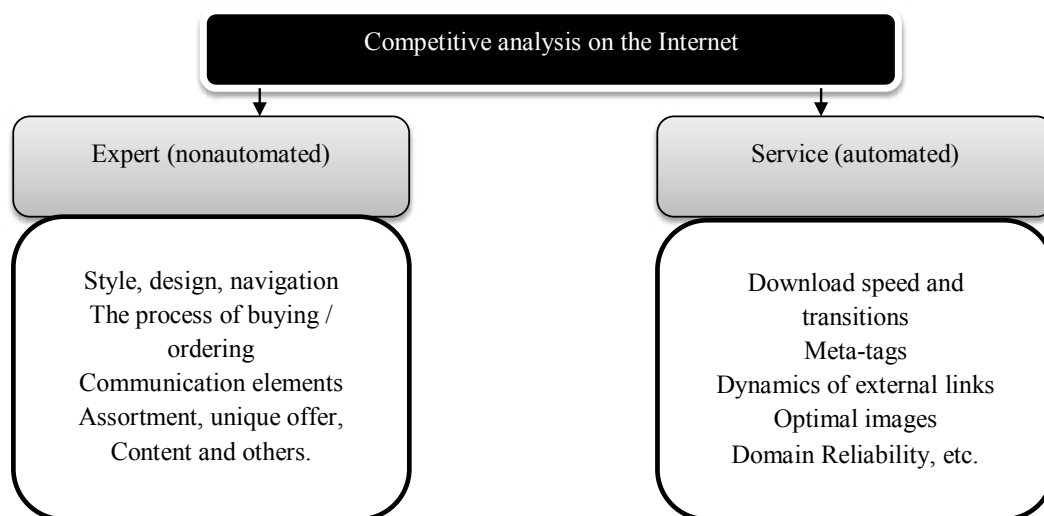 Competitive analysis on the Internet
Expert (nonautomated)
Service (automated)
Style, design, navigation
The process of buying /
ordering
Communication elements
Assortment, unique offer,
Content and others.
Download speed and
transitions
Meta-tags
Dynamics of external links
Optimal images
Domain Reliability, etc.